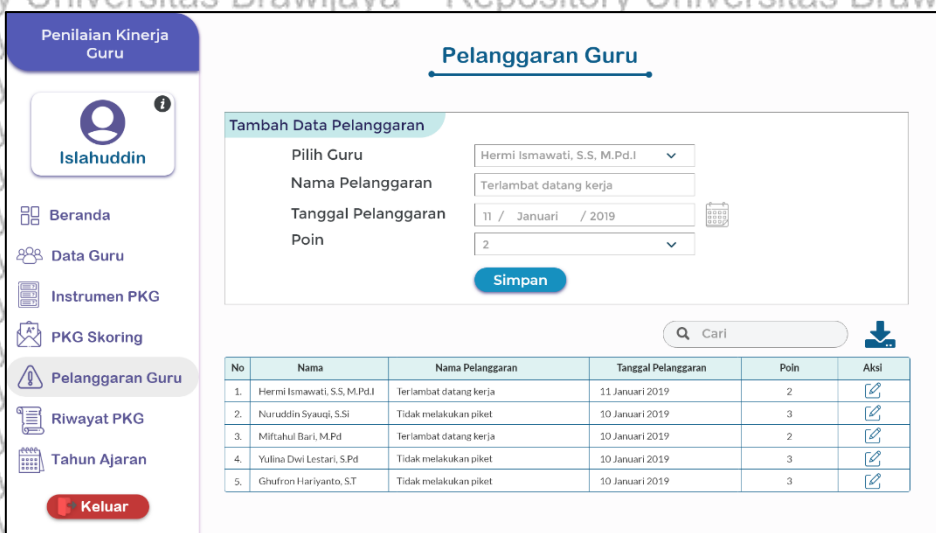 y Universitas Brawijaya Repository Universitas Braw
Penilaian Kinerja
Guru
Islahuddin
Beranda
Data Guru
Instrumen PKG
PKG Skoring
Pelanggaran Guru
Riwayat PKG
Tahun Ajaran
Keluar
Pelanggaran Guru
Tambah Data Pelanggaran
Pilih Guru Hermi Ismawati, S.S, M.Pd.I
Nama Pelanggaran Terlambat datang kerja
Tanggal Pelanggaran 11 / Januari / 2019
Poin 2
Simpan
Cari
No Nama Nama Pelanggaran Tanggal Pelanggaran Poin Aksi
1. Hermi Ismawati, S.S, M.Pd.I Terlambat datang kerja 11 Januari 2019 2
2. Nuruddin Syauqi, S.Si Tidak melakukan piket 10 Januari 2019 3
3. Miftahul Bari, M.Pd Terlambat datang kerja 10 Januari 2019 2
4. Yulina Dwi Lestari, S.Pd Tidak melakukan piket 10 Januari 2019 3
5. Ghufron Hariyanto, S.T Tidak melakukan piket 10 Januari 2019 3